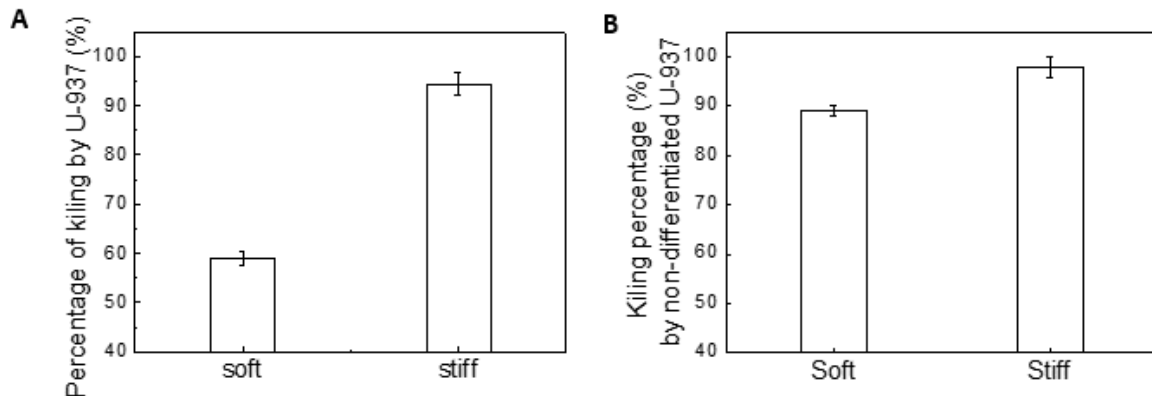 A
Percentage of kiling by U-937 (%)
100
90
80
70
60
50
40
soft
stiff
B
Kiling percentage (%)
by non-differentiated U-937
100
90
80
70
60
50
40
Soft
Stiff